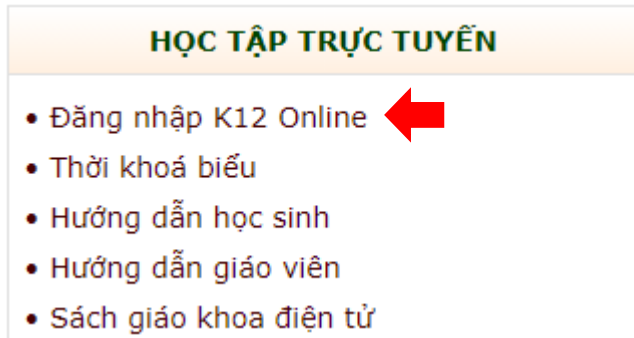 HỌC TẬP TRỰC TUYẾN
• Đăng nhập K12 Online
• Thời khoá biểu
• Hướng dẫn học sinh
• Hướng dẫn giáo viên
• Sách giáo khoa điện tử